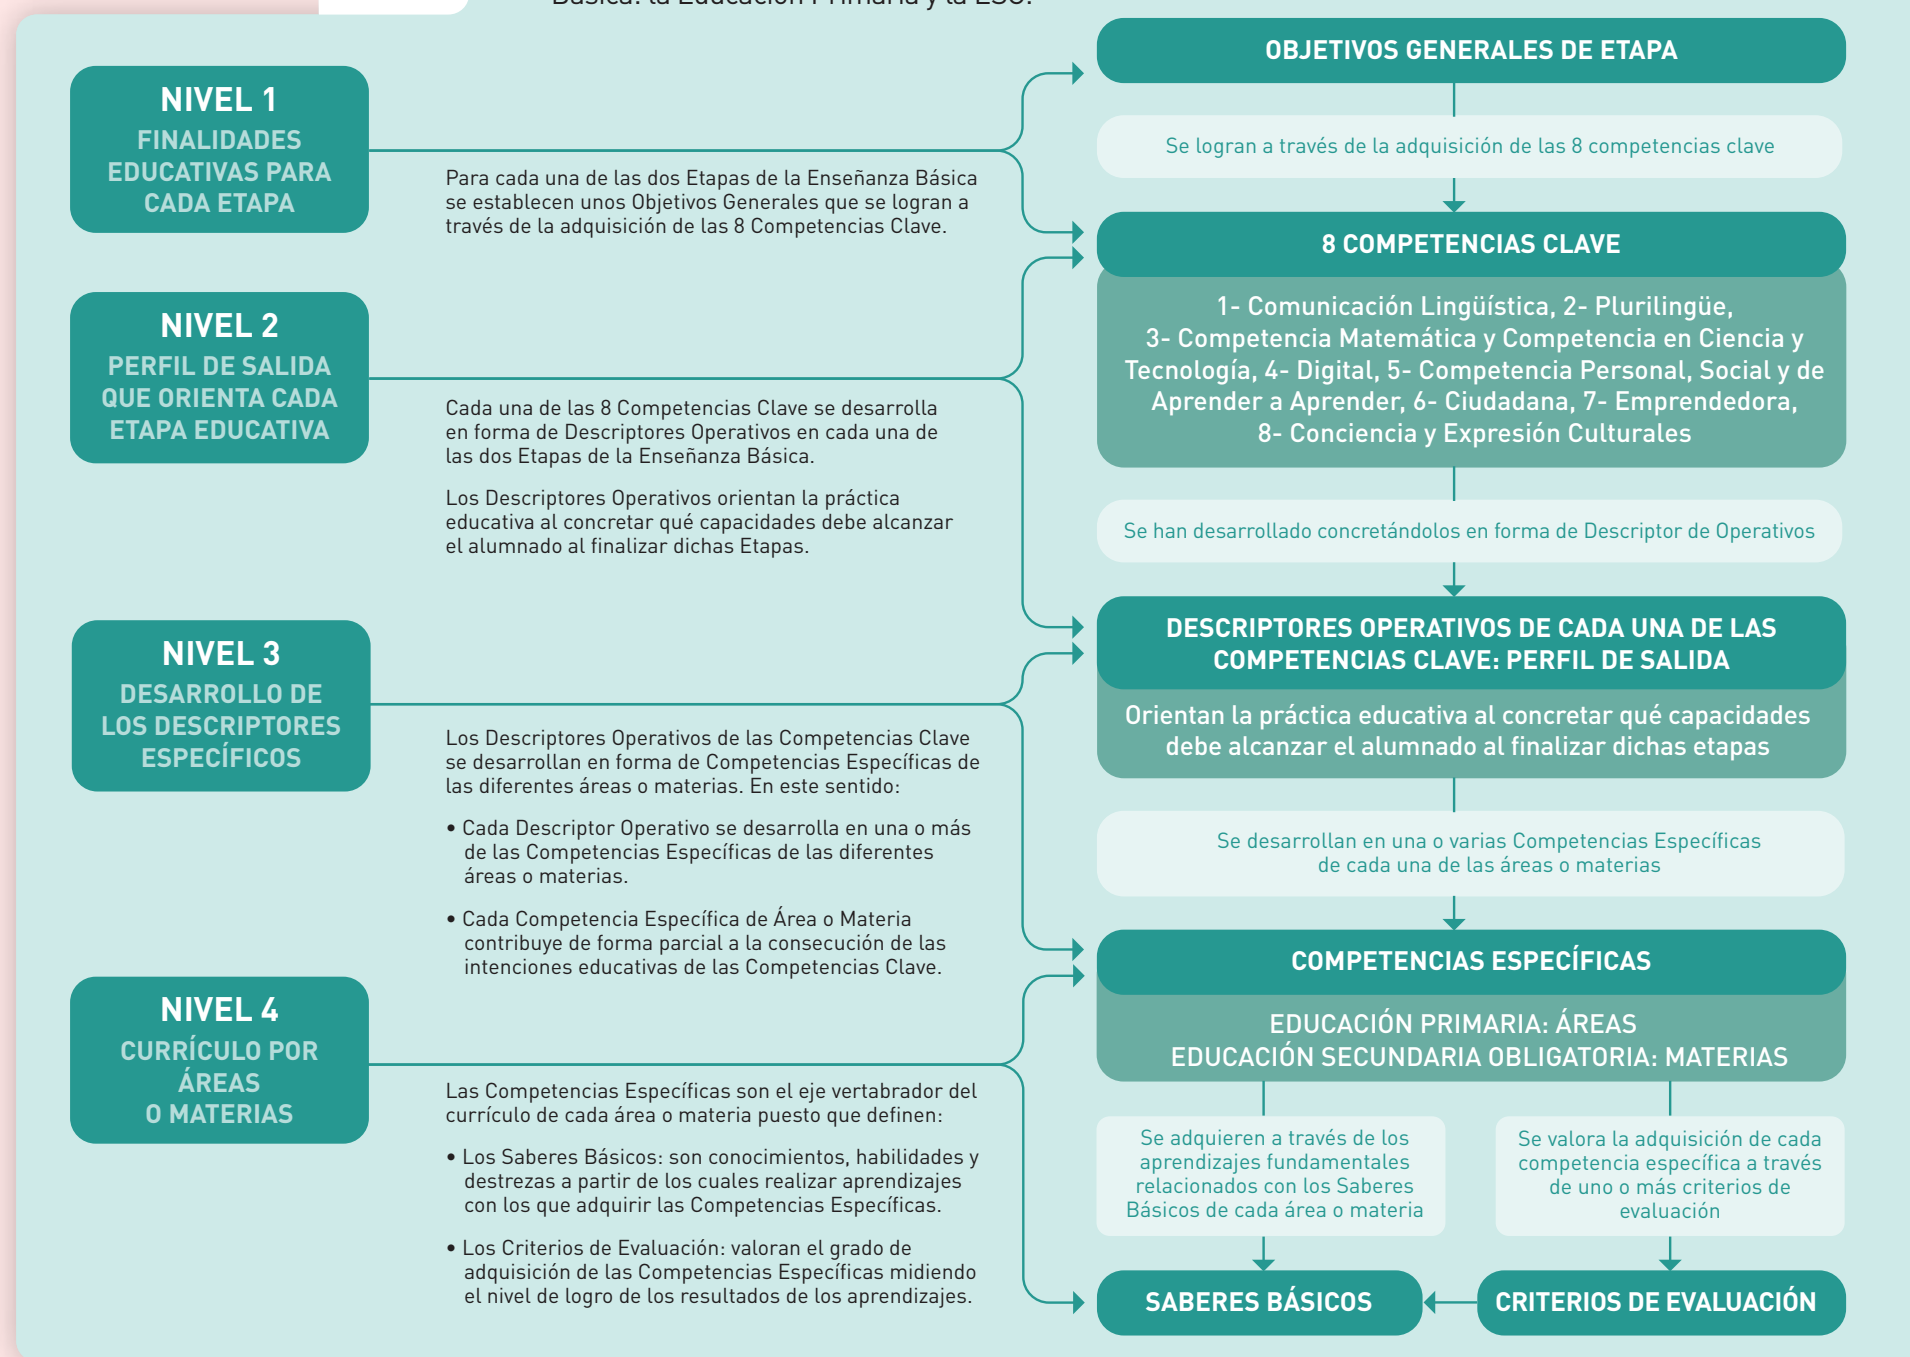 Básica: la Educación Primaria y la ESO.
NIVEL 1
FINALIDADES
EDUCATIVAS PARA
CADA ETAPA
Para cada una de las dos Etapas de la Enseñanza Básica
se establecen unos Objetivos Generales que se logran a
través de la adquisición de las 8 Competencias Clave.
NIVEL 2
PERFIL DE SALIDA
QUE ORIENTA CADA
ETAPA EDUCATIVA
Cada una de las 8 Competencias Clave se desarrolla
en forma de Descriptores Operativos en cada una de
las dos Etapas de la Enseñanza Básica.
Los Descriptores Operativos orientan la práctica
educativa al concretar qué capacidades debe alcanzar
el alumnado al finalizar dichas Etapas.
NIVEL 3
DESARROLLO DE
LOS DESCRIPTORES
ESPECÍFICOS
Los Descriptores Operativos de las Competencias Clave
se desarrollan en forma de Competencias Específicas de
las diferentes áreas o materias. En este sentido:
• Cada Descriptor Operativo se desarrolla en una o más
de las Competencias Específicas de las diferentes
áreas o materias.
• Cada Competencia Específica de Área o Materia
contribuye de forma parcial a la consecución de las
intenciones educativas de las Competencias Clave.
NIVEL 4
CURRÍCULO POR
ÁREAS
O MATERIAS
Las Competencias Específicas son el eje vertabrador del
currículo de cada área o materia puesto que definen:
• Los Saberes Básicos: son conocimientos, habilidades y
destrezas a partir de los cuales realizar aprendizajes
con los que adquirir las Competencias Específicas.
• Los Criterios de Evaluación: valoran el grado de
adquisición de las Competencias Específicas midiendo
el nivel de logro de los resultados de los aprendizajes.
OBJETIVOS GENERALES DE ETAPA
Se logran a través de la adquisición de las 8 competencias clave
8 COMPETENCIAS CLAVE
1- Comunicación Lingüística, 2- Plurilingüe,
3- Competencia Matemática y Competencia en Ciencia y
Tecnología, 4- Digital, 5- Competencia Personal, Social y de
Aprender a Aprender, 6- Ciudadana, 7- Emprendedora,
8- Conciencia y Expresión Culturales
Se han desarrollado concretándolos en forma de Descriptor de Operativos
DESCRIPTORES OPERATIVOS DE CADA UNA DE LAS
COMPETENCIAS CLAVE: PERFIL DE SALIDA
Orientan la práctica educativa al concretar qué capacidades
debe alcanzar el alumnado al finalizar dichas etapas
Se desarrollan en una o varias Competencias Específicas
de cada una de las áreas o materias
COMPETENCIAS ESPECÍFICAS
EDUCACIÓN PRIMARIA: ÁREAS
EDUCACIÓN SECUNDARIA OBLIGATORIA: MATERIAS
Se adquieren a través de los
aprendizajes fundamentales
relacionados con los Saberes
Básicos de cada área o materia
Se valora la adquisición de cada
competencia específica a través
de uno o más criterios de
evaluación
SABERES BÁSICOS
CRITERIOS DE EVALUACIÓN